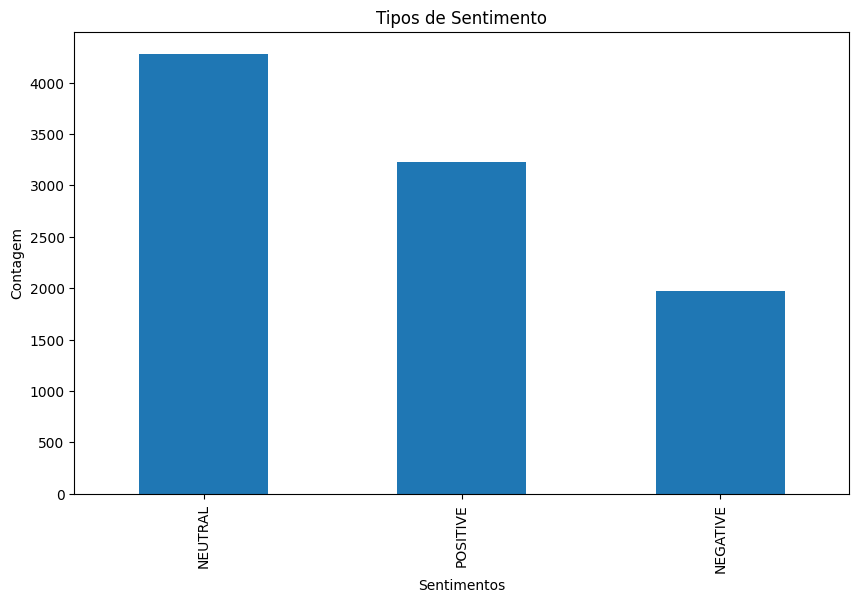 Tipos de Sentimento
Contagem
4000
3500
3000
2500
2000
1500
1000
500
0
NEUTRAL
POSITIVE
NEGATIVE
Sentimentos